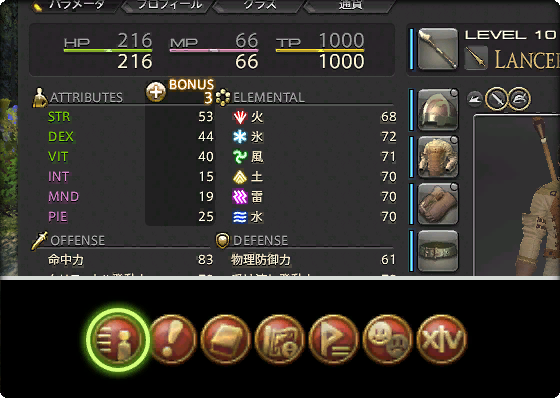 パラメータ プロフィール クラス 通貨
HP 216 MP 66 TP 1000
216 66 1000
LEVEL 10
LANCE
ATTRIBUTES BONUS 3 ELEMENTAL
STR 53 火 68
DEX 44 氷 72
VIT 40 風 71
INT 15 土 70
MND 19 雷 70
PIE 25 水 70
OFFENSE DEFENSE
命中力 83 物理防御力 61
XIV